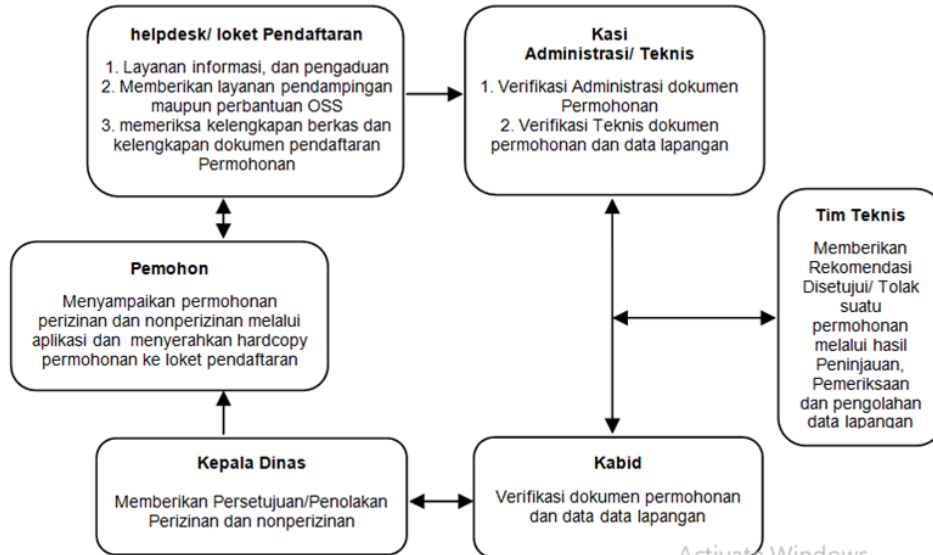 helpdesk/ loket Pendaftaran
1. Layanan informasi, dan pengaduan
2. Memberikan layanan pendampingan
maupun perbantuan OSS
3. memeriksa kelengkapan berkas dan
kelengkapan dokumen pendaftaran
Permohonan
Kasi
Administrasi/ Teknis
1. Verifikasi Administrasi dokumen
Permohonan
2. Verifikasi Teknis dokumen
permohonan dan data lapangan
Tim Teknis
Memberikan
Rekomendasi
Disetujui/ Tolak
suatu
permohonan
melalui hasil
Peninjauan,
Pemeriksaan
dan pengolahan
data lapangan
Pemohon
Menyampaikan permohonan
perizinan dan nonperizinan melalui
aplikasi dan menyerahkan hardcopy
permohonan ke loket pendaftaran
Kepala Dinas
Memberikan Persetujuan/Penolakan
Perizinan dan nonperizinan
Kabid
Verifikasi dokumen permohonan
dan data data lapangan
Activate Windows